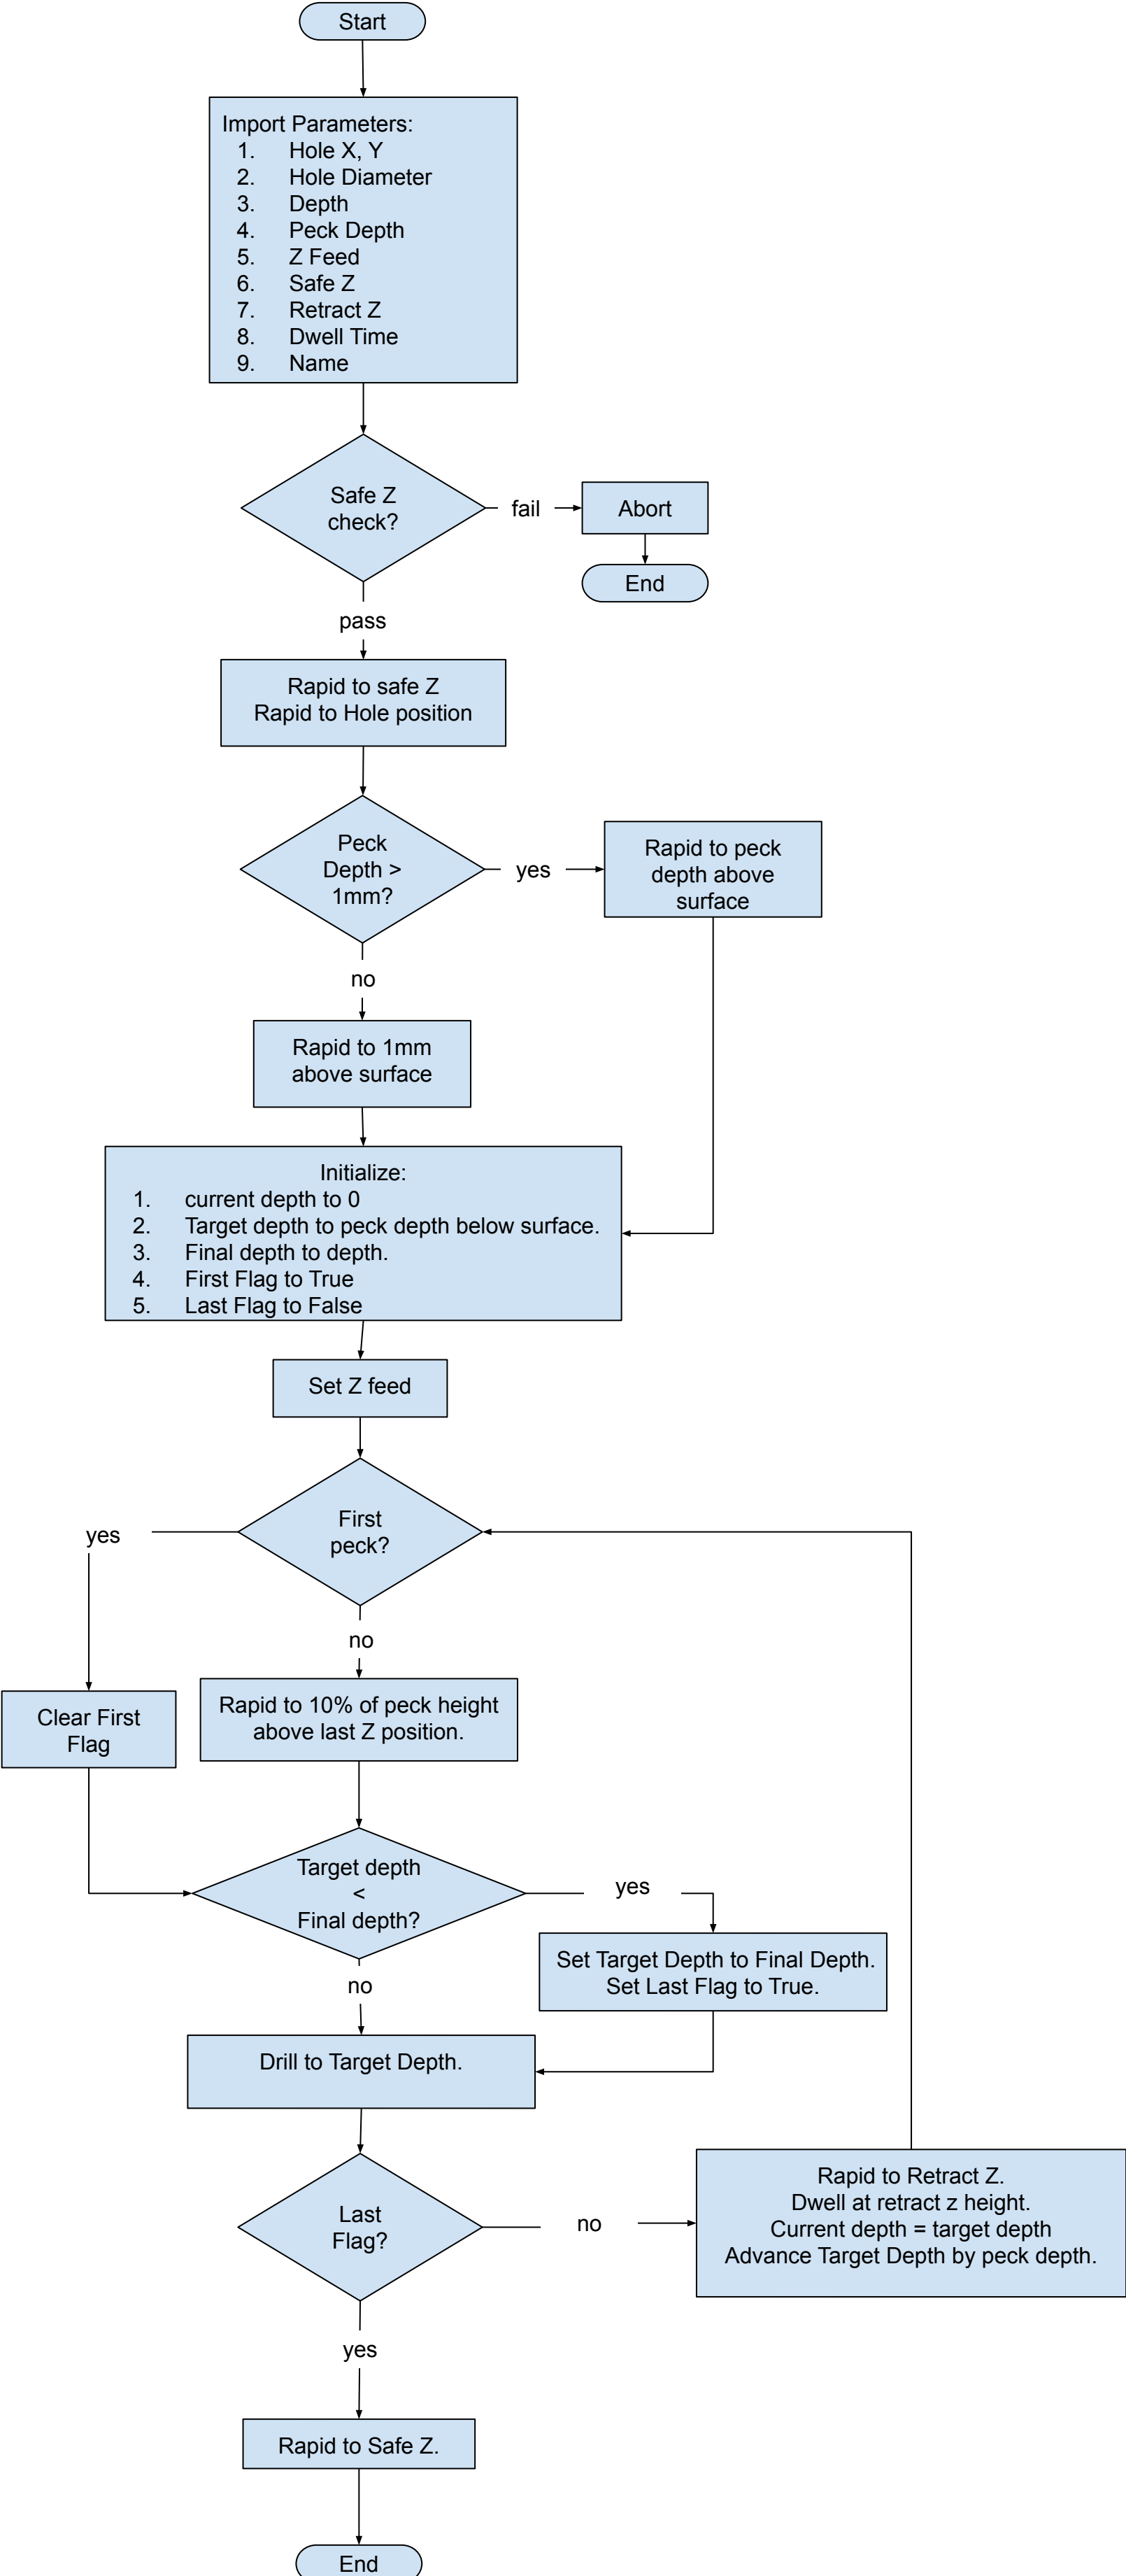 Start
Import Parameters:
1. Hole X, Y
2. Hole Diameter
3. Depth
4. Peck Depth
5. Z Feed
6. Safe Z
7. Retract Z
8. Dwell Time
9. Name
Safe Z
check?
fail
Abort
End
pass
Rapid to safe Z
Rapid to Hole position
Peck
Depth >
1mm?
yes
Rapid to peck
depth above
surface
no
Rapid to 1mm
above surface
Initialize:
1. current depth to 0
2. Target depth to peck depth below surface.
3. Final depth to depth.
4. First Flag to True
5. Last Flag to False
Set Z feed
First
peck?
yes
no
Clear First
Flag
Rapid to 10% of peck height
above last Z position.
Target depth
<
Final depth?
yes
Set Target Depth to Final Depth.
Set Last Flag to True.
no
Drill to Target Depth.
Last
Flag?
no
Rapid to Retract Z.
Dwell at retract z height.
Current depth = target depth
Advance Target Depth by peck depth.
yes
Rapid to Safe Z.
End